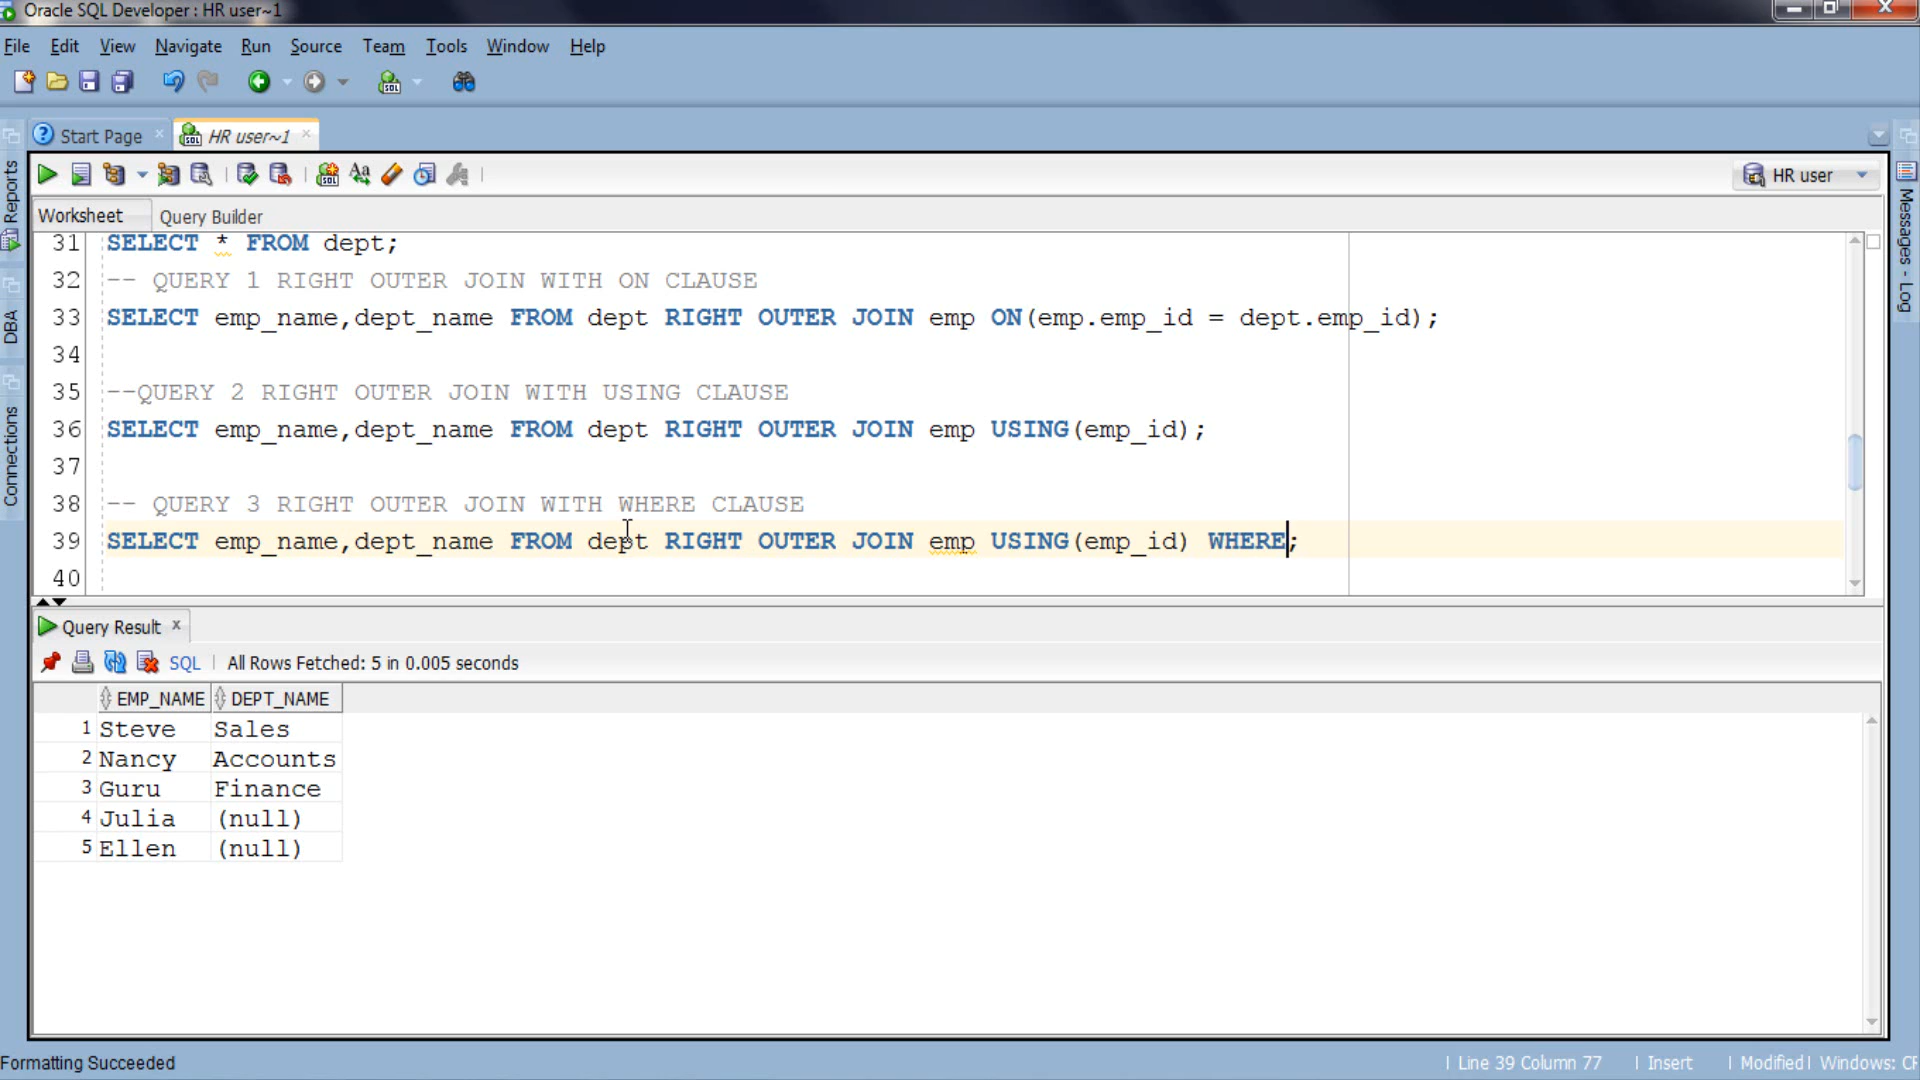 Oracle SQL Developer : HR user~1
File Edit View Navigate Run Source Team Tools Window Help
Start Page HR user~1
HR user
Worksheet Query Builder
31 SELECT * FROM dept;
32 -- QUERY 1 RIGHT OUTER JOIN WITH ON CLAUSE
33 SELECT emp_name,dept_name FROM dept RIGHT OUTER JOIN emp ON(emp.emp_id = dept.emp_id);
34
35 --QUERY 2 RIGHT OUTER JOIN WITH USING CLAUSE
36 SELECT emp_name,dept_name FROM dept RIGHT OUTER JOIN emp USING(emp_id);
37
38 -- QUERY 3 RIGHT OUTER JOIN WITH WHERE CLAUSE
39 SELECT emp_name,dept_name FROM dept RIGHT OUTER JOIN emp USING(emp_id) WHERE;
40
Reports
DBA
Connections
Messages - Log
Query Result
SQL All Rows Fetched: 5 in 0.005 seconds
EMP_NAME DEPT_NAME
1 Steve Sales
2 Nancy Accounts
3 Guru Finance
4 Julia (null)
5 Ellen (null)
Formatting Succeeded Line 39 Column 77 Insert Modified Windows: CF